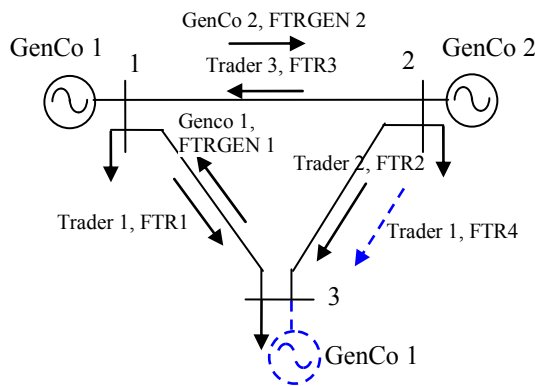 GenCo 2, FTRGEN 2
GenCo 1
GenCo 2
1
Trader 3, FTR3
2
Genco 1,
FTRGEN 1
Trader 2, FTR2
Trader 1, FTR1
Trader 1, FTR4
3
GenCo 1